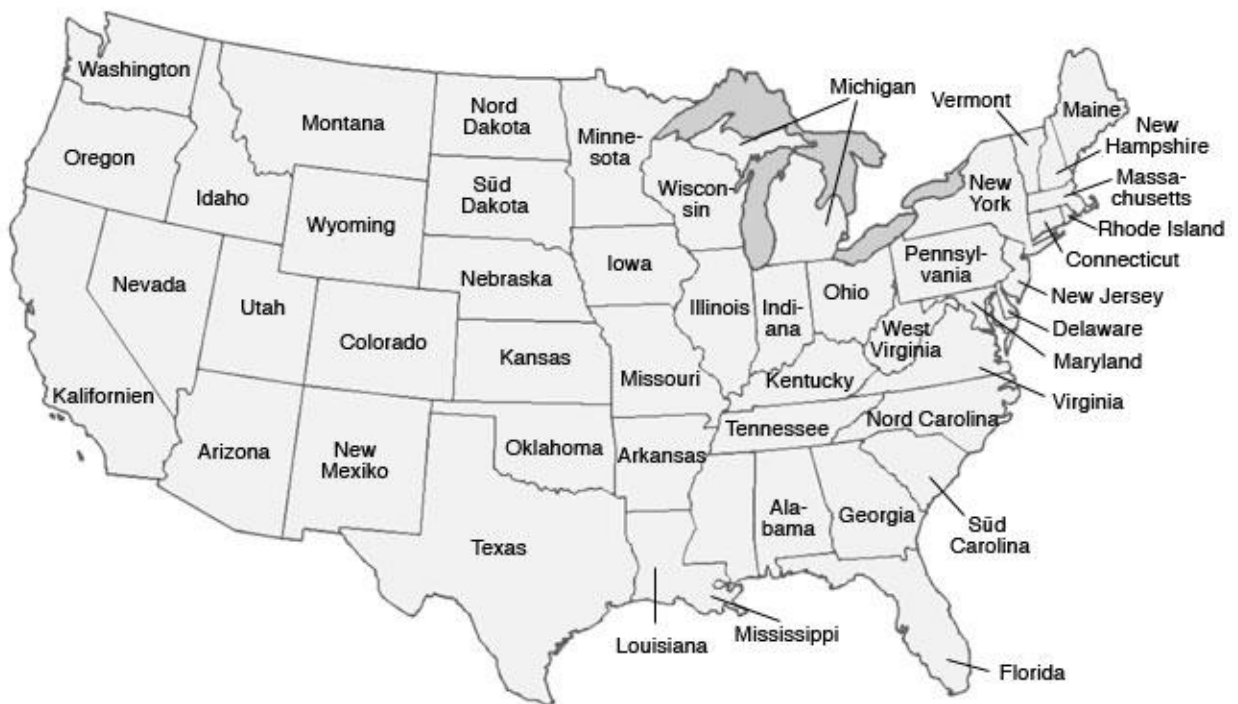 Washington
Montana
Nord
Dakota
Minne-
sota
Michigan
Vermont
Maine
New
Hampshire
Oregon
Idaho
Wyoming
Süd
Dakota
Wiscon-
sin
New
York
Massa-
chusetts
Rhode Island
Connecticut
Nevada
Utah
Colorado
Nebraska
Iowa
Illinois
Indi-
ana
Ohio
Pennsyl-
vania
New Jersey
Delaware
Maryland
Kalifornien
Kansas
Missouri
Kentucky
West
Virginia
Virginia
Arizona
New
Mexiko
Oklahoma
Arkansas
Tennessee
Nord Carolina
Texas
Ala-
bama
Georgia
Süd
Carolina
Louisiana
Mississippi
Florida